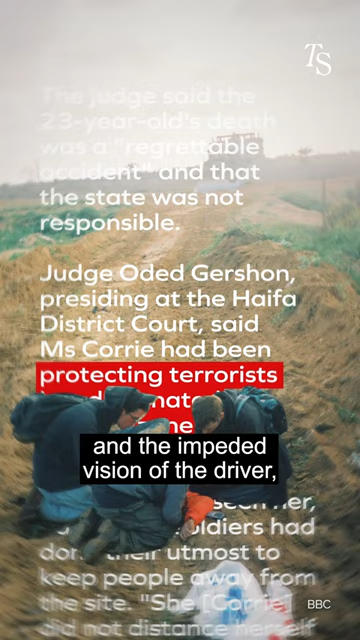 TS
The judge said the
23-year-old's death
was a "regrettable
accident" and that
the state was not
responsible.
Judge Oded Gershon,
presiding at the Haifa
District Court, said
Ms Corrie had been
protecting terrorists
and the impeded
vision of the driver,
her,
had
utmost to
keep people away from
the site. "She [Corrie]
did not distance herself
BBC